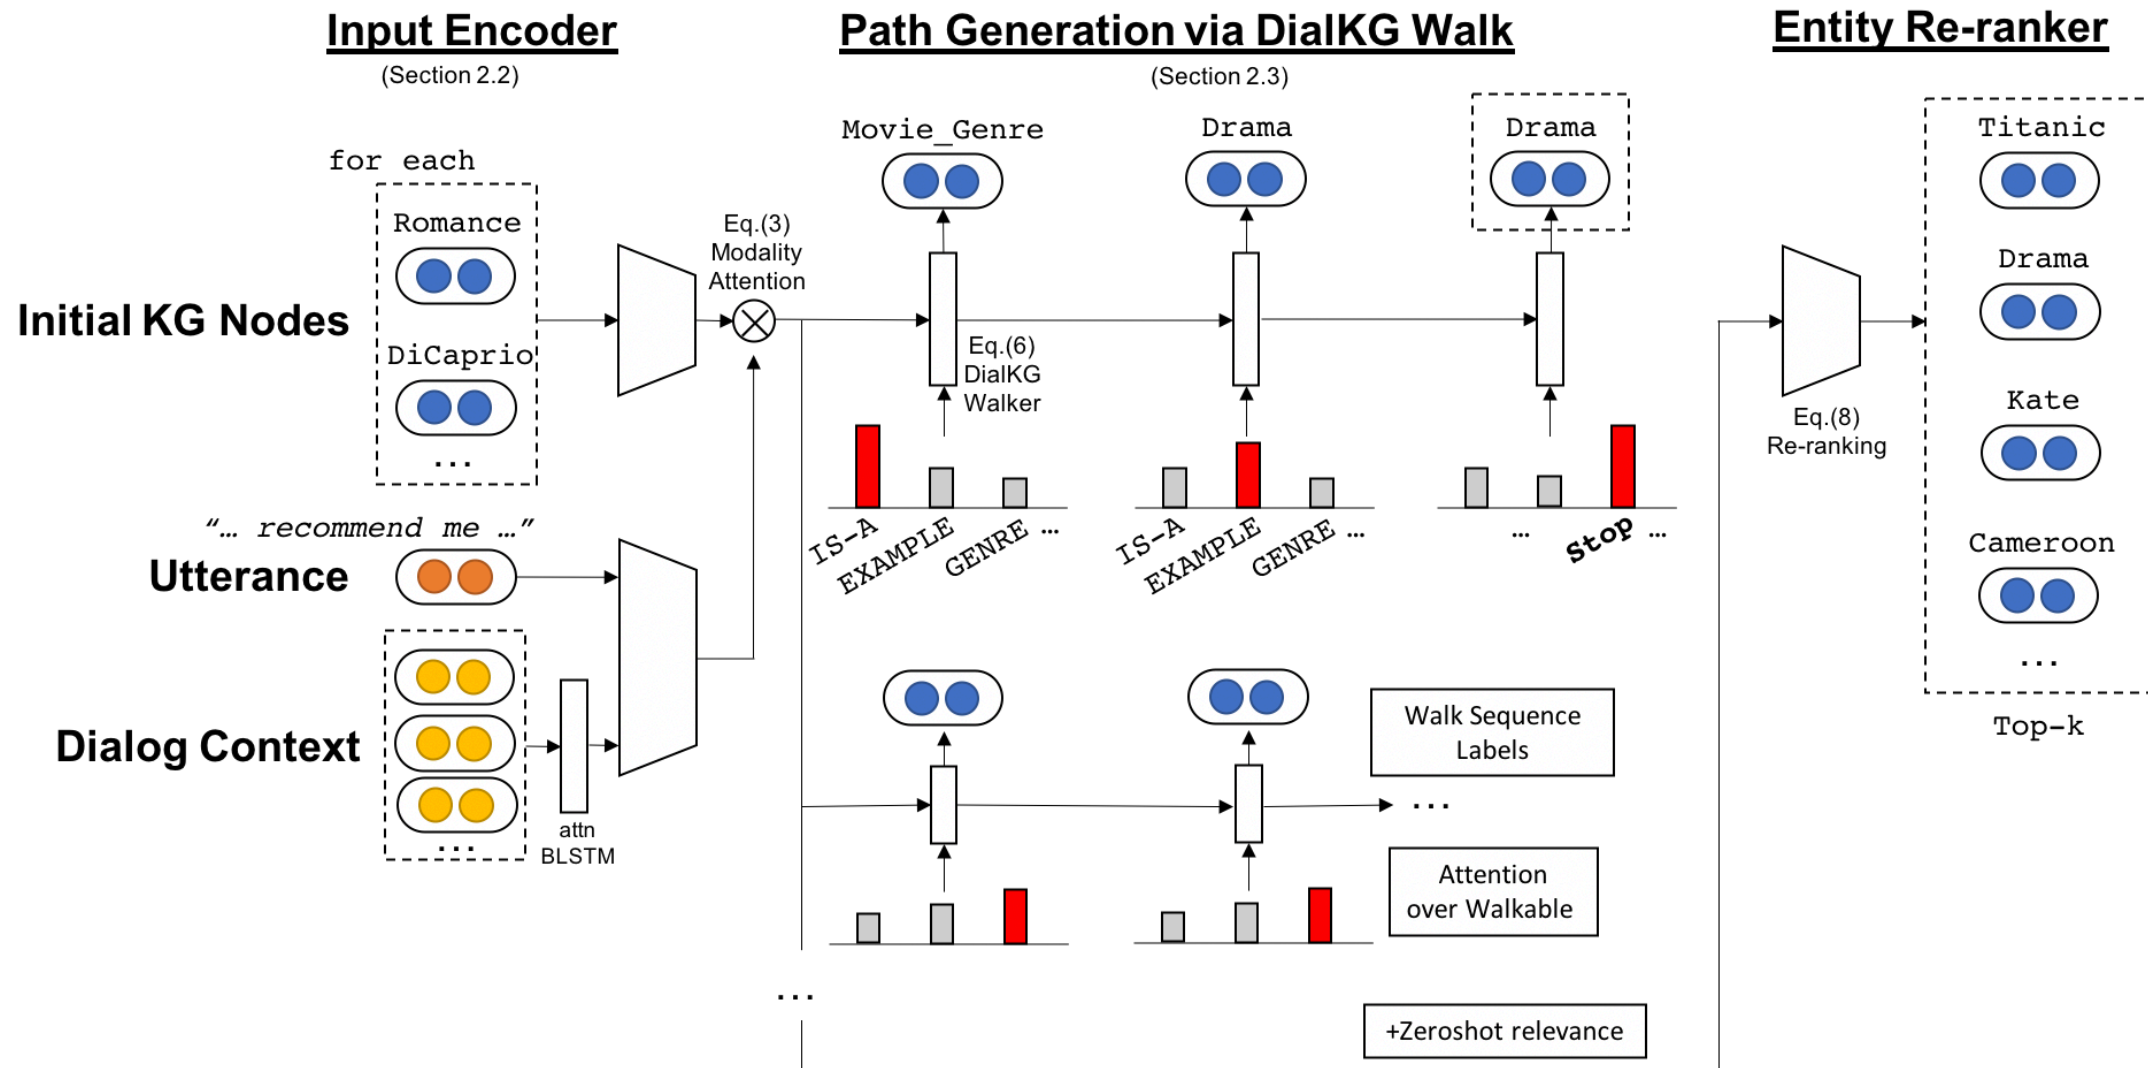 Input Encoder
(Section 2.2)
Path Generation via DialKG Walk
(Section 2.3)
Entity Re-ranker
for each
Romance
DiCaprio
...
Initial KG Nodes
Eq.(3)
Modality
Attention
“… recommend me …”
Utterance
Dialog Context
...
attn
BLSTM
Movie_Genre
Drama
Drama
Eq.(6)
DialKG
Walker
IS-A
EXAMPLE
GENRE ...
IS-A
EXAMPLE
GENRE ...
...
Stop ...
Walk Sequence
Labels
...
Attention
over Walkable
...
+Zeroshot relevance
Eq.(8)
Re-ranking
Titanic
Drama
Kate
Cameroon
...
Top-k